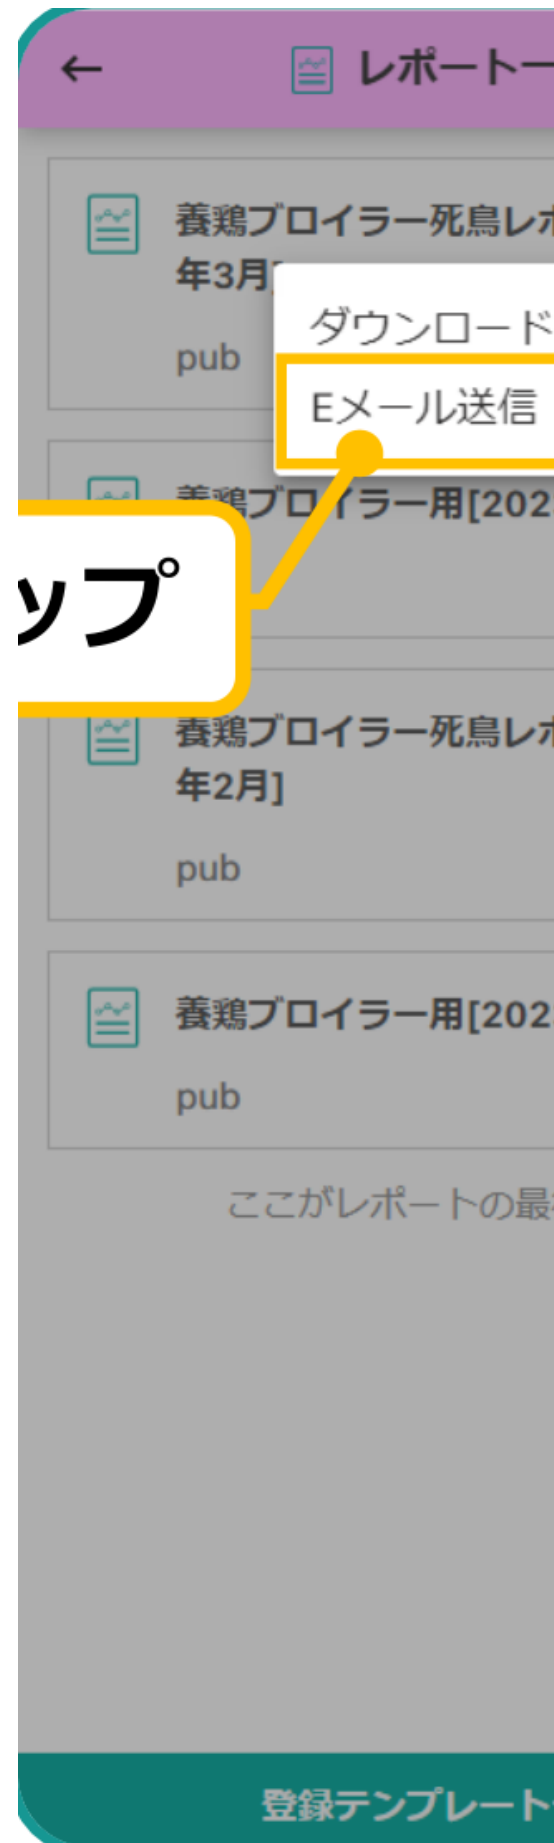 レポート一
養鶏ブロイラー死鳥レポ
年3月]
pub
ダウンロード
Eメール送信
養鶏ブロイラー用[202
ップ
養鶏ブロイラー死鳥レポ
年2月]
pub
養鶏ブロイラー用[202
pub
ここがレポートの最終
登録テンプレート